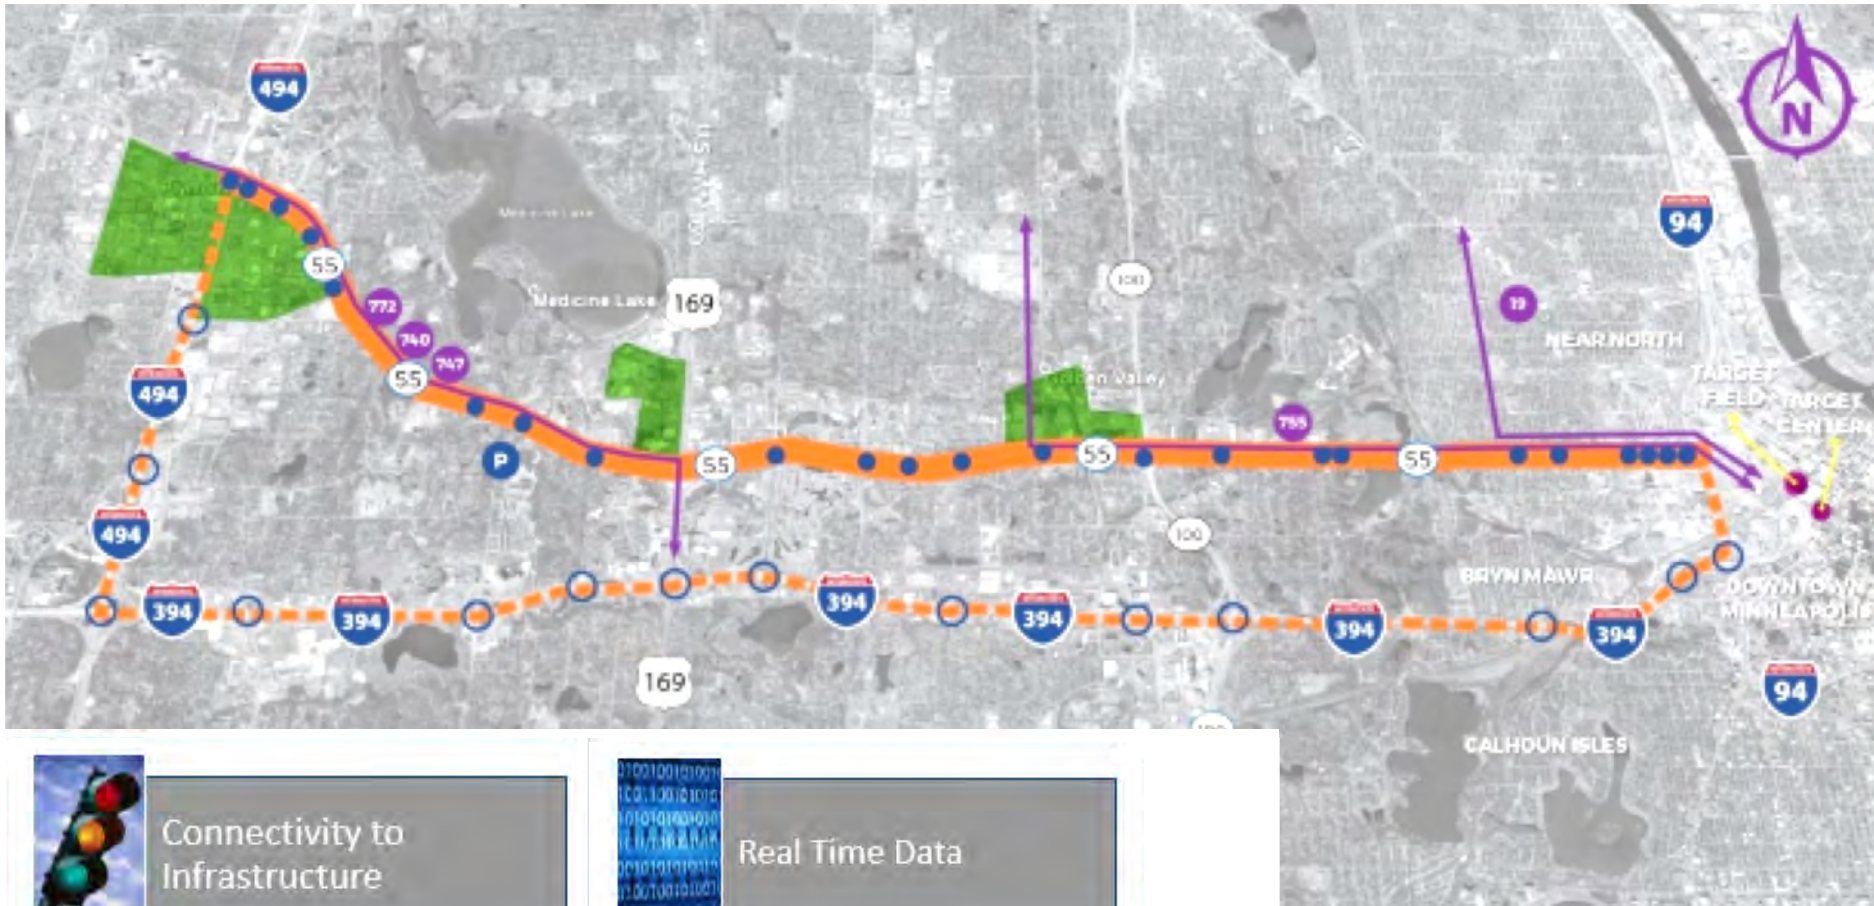 494
N
94
Medicine Lake
55
772
Medicine Lake
169
100
19
740
747
NEAR NORTH
55
494
TARGET
FIELD
TARGET
CENTER
755
P
55
55
55
494
100
BRYN MAWR
DOWNTOWN
MINNEAPOLIS
394
394
394
394
394
394
169
94
CALHOUN ISLES
Connectivity to
Infrastructure
Real Time Data